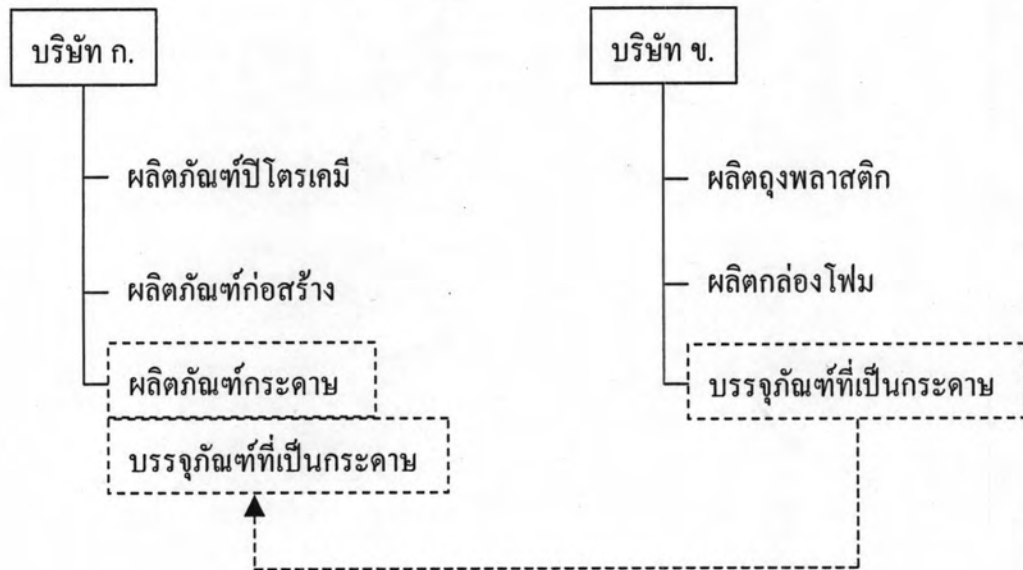 บริษัท ก.
ผลิตภัณฑ์ปิโตรเคมี
ผลิตภัณฑ์ก่อสร้าง
ผลิตภัณฑ์กระดาษ
บรรจุภัณฑ์ที่เป็นกระดาษ
บริษัท ข.
ผลิตถุงพลาสติก
ผลิตกล่องโฟม
บรรจุภัณฑ์ที่เป็นกระดาษ